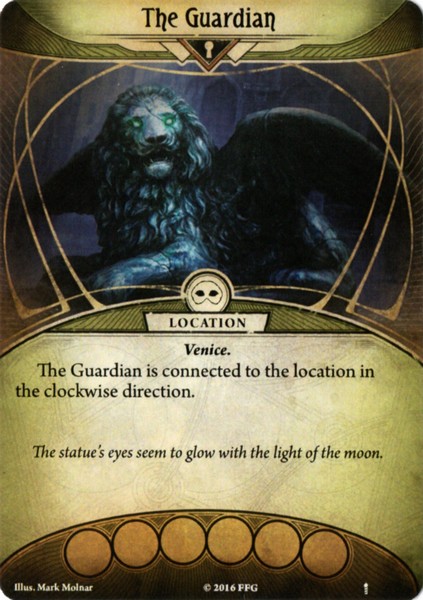 The Guardian
LOCATION
Venice.
The Guardian is connected to the location in
the clockwise direction.
The statue's eyes seem to glow with the light of the moon.
Illus. Mark Molnar © 2016 FFG